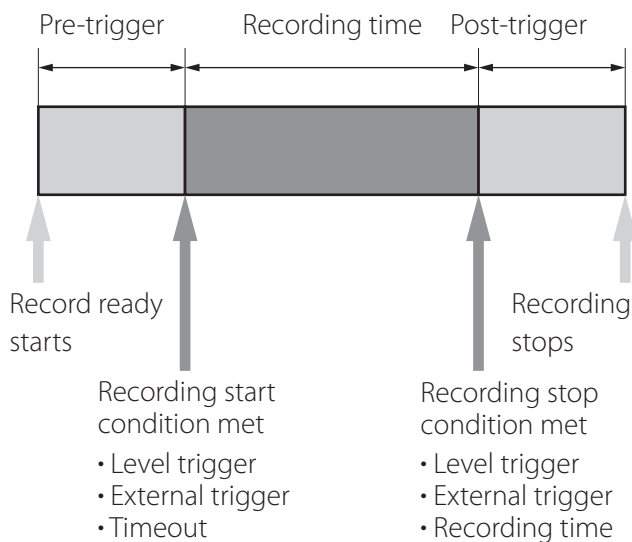 Pre-trigger
Recording time
Post-trigger
Record ready
starts
Recording
stops
Recording start
condition met
• Level trigger
• External trigger
• Timeout
Recording stop
condition met
• Level trigger
• External trigger
• Recording time